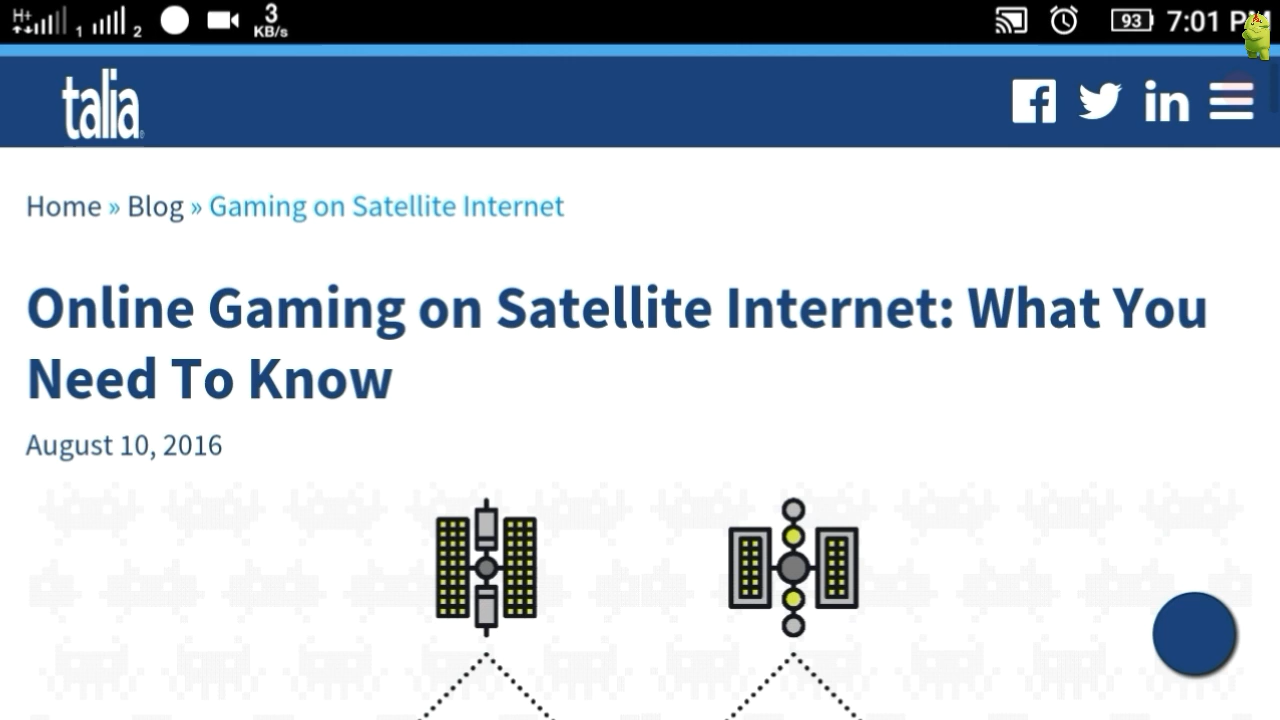 H+ 1 2 3 KB/s 93 7:01 PM
talia
Home » Blog » Gaming on Satellite Internet
Online Gaming on Satellite Internet: What You
Need To Know
August 10, 2016